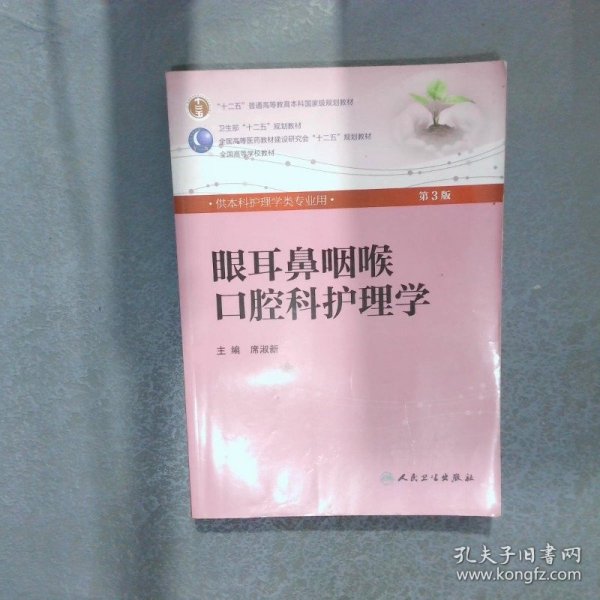 十二五
"十二五"普通高等教育本科国家级规划教材
卫生部"十二五"规划教材
全国高等医药教材建设研究会"十二五"规划教材
全国高等学校教材
·供本科护理学类专业用·
第3版
眼耳鼻咽喉
口腔科护理学
主 编 席淑新
人民卫生出版社
孔夫子旧书网
www.kongfz.com